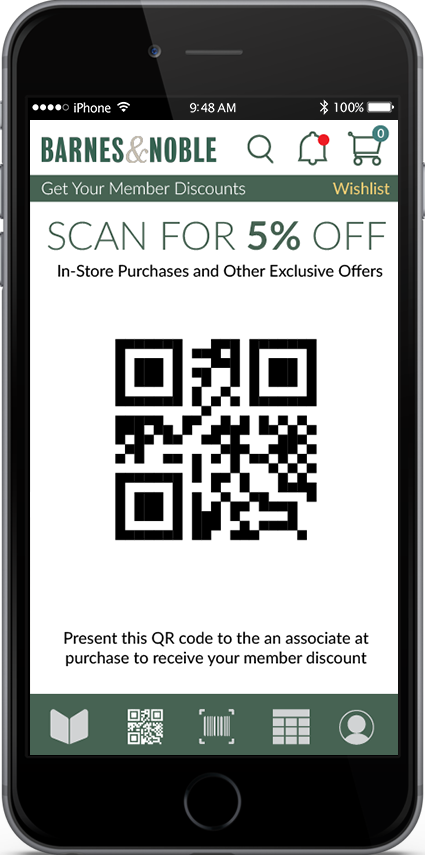 iPhone 9:48 AM 100%
BARNES&NOBLE 0
Get Your Member Discounts Wishlist
SCAN FOR 5% OFF
In-Store Purchases and Other Exclusive Offers
Present this QR code to the an associate at
purchase to receive your member discount